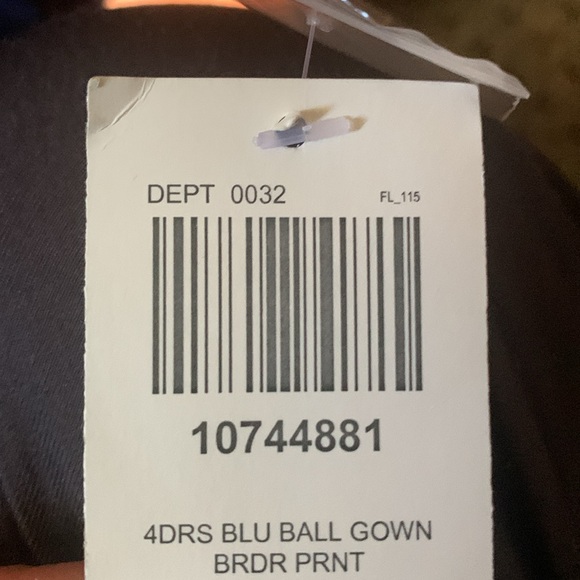 DEPT 0032 FL_115
10744881
4DRS BLU BALL GOWN
BRDR PRNT